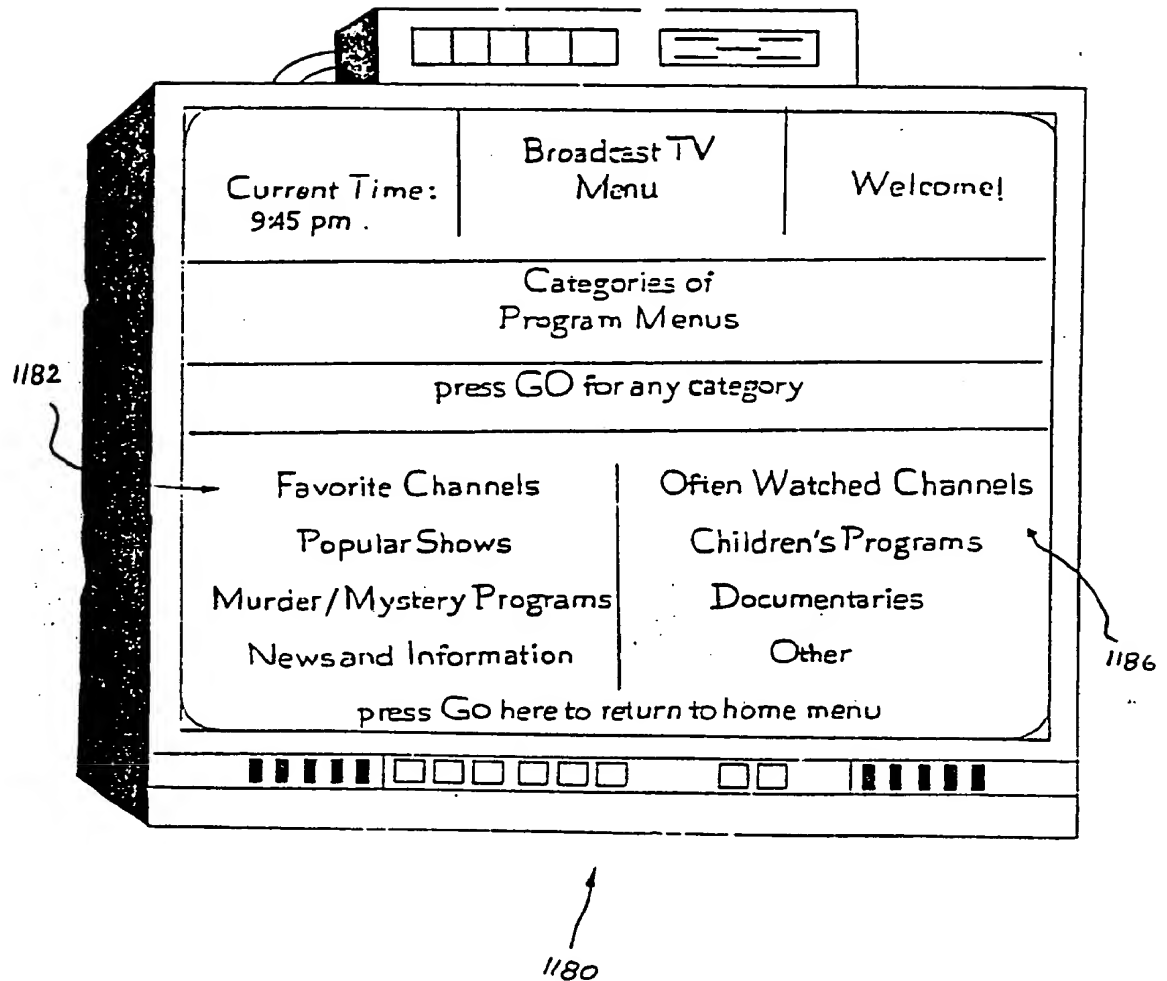 Current Time:
9:45 pm .
Broadcast TV
Menu
Welcome!
Categories of
Program Menus
press GO for any category
1182
Favorite Channels
Often Watched Channels
Popular Shows
Children's Programs
Murder/Mystery Programs
Documentaries
News and Information
Other
1186
press Go here to return to home menu
1180